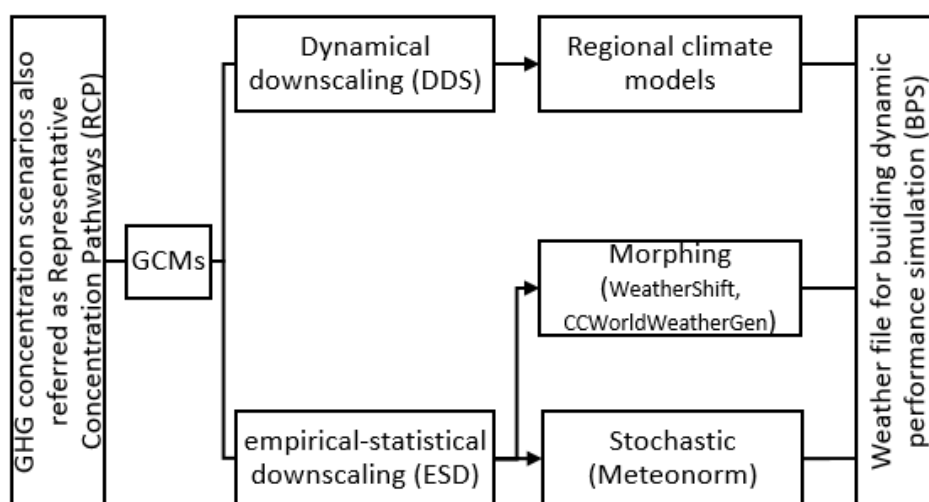 GHG concentration scenarios also
referred as Representative
Concentration Pathways (RCP)
GCMs
Dynamical
downscaling (DDS)
Regional climate
models
Morphing
(WeatherShift,
CCWorldWeatherGen)
empirical-statistical
downscaling (ESD)
Stochastic
(Meteonorm)
Weather file for building dynamic
performance simulation (BPS)